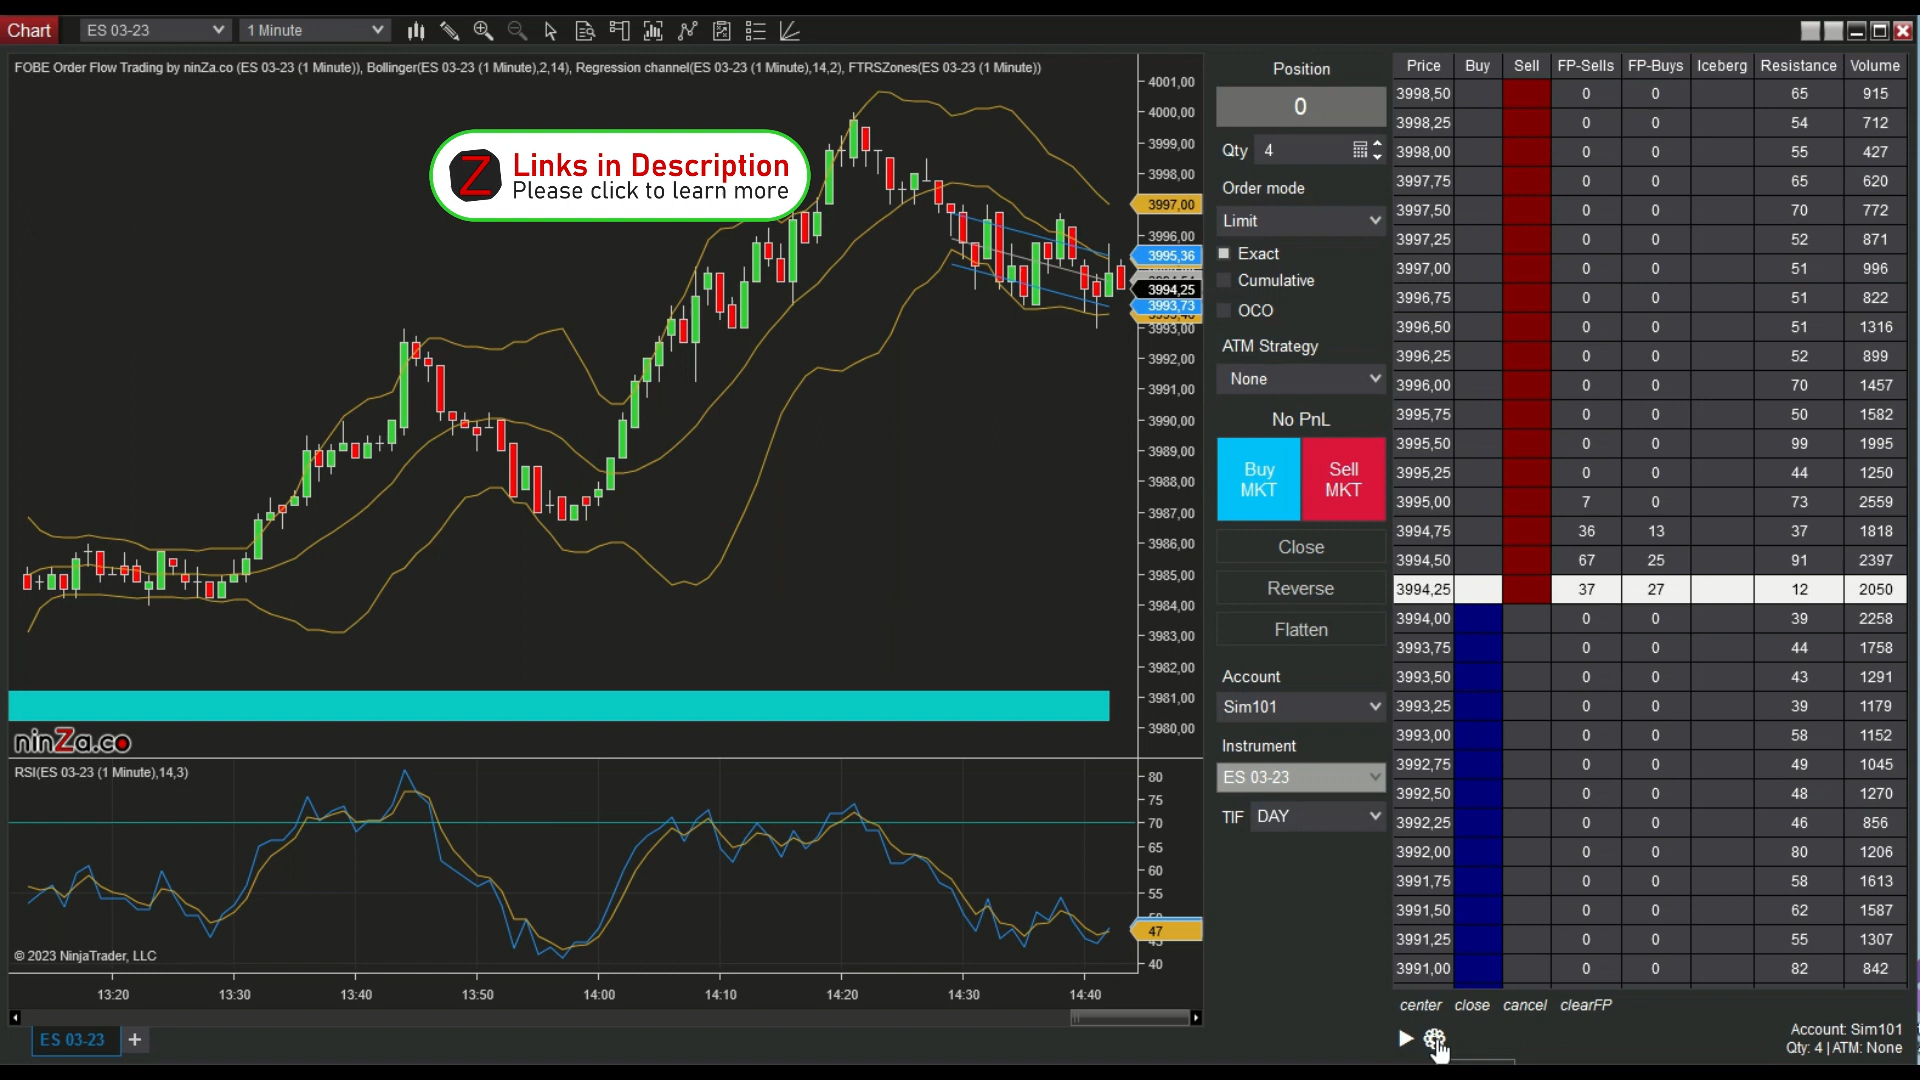 Chart
ES 03-23
1 Minute
FOBE Order Flow Trading by ninZa.co (ES 03-23 (1 Minute)), Bollinger(ES 03-23 (1 Minute),2,14), Regression channel(ES 03-23 (1 Minute),14,2), FTRSZones(ES 03-23 (1 Minute))
Z Links in Description
Please click to learn more
4001,00
4000,00
3999,00
3998,00
3997,00
3996,00
3995,36
3994,25
3993,73
3993,00
3992,00
3991,00
3990,00
3989,00
3988,00
3987,00
3986,00
3985,00
3984,00
3983,00
3982,00
3981,00
3980,00
ninZa.co
RSI(ES 03-23 (1 Minute),14,3)
80
75
70
65
60
55
47
40
© 2023 NinjaTrader, LLC
13:20 13:30 13:40 13:50 14:00 14:10 14:20 14:30 14:40
ES 03-23 +
Position
0
Qty 4
Order mode
Limit
Exact
Cumulative
OCO
ATM Strategy
None
No PnL
Buy MKT
Sell MKT
Close
Reverse
Flatten
Account
Sim101
Instrument
ES 03-23
TIF DAY
Price Buy Sell FP-Sells FP-Buys Iceberg Resistance Volume
3998,50 0 0 65 915
3998,25 0 0 54 712
3998,00 0 0 55 427
3997,75 0 0 65 620
3997,50 0 0 70 772
3997,25 0 0 52 871
3997,00 0 0 51 996
3996,75 0 0 51 822
3996,50 0 0 51 1316
3996,25 0 0 52 899
3996,00 0 0 70 1457
3995,75 0 0 50 1582
3995,50 0 0 99 1995
3995,25 0 0 44 1250
3995,00 7 0 73 2559
3994,75 36 13 37 1818
3994,50 67 25 91 2397
3994,25 37 27 12 2050
3994,00 0 0 39 2258
3993,75 0 0 44 1758
3993,50 0 0 43 1291
3993,25 0 0 39 1179
3993,00 0 0 58 1152
3992,75 0 0 49 1045
3992,50 0 0 48 1270
3992,25 0 0 46 856
3992,00 0 0 80 1206
3991,75 0 0 58 1613
3991,50 0 0 62 1587
3991,25 0 0 55 1307
3991,00 0 0 82 842
center close cancel clearFP
Account: Sim101
Qty: 4 | ATM: None